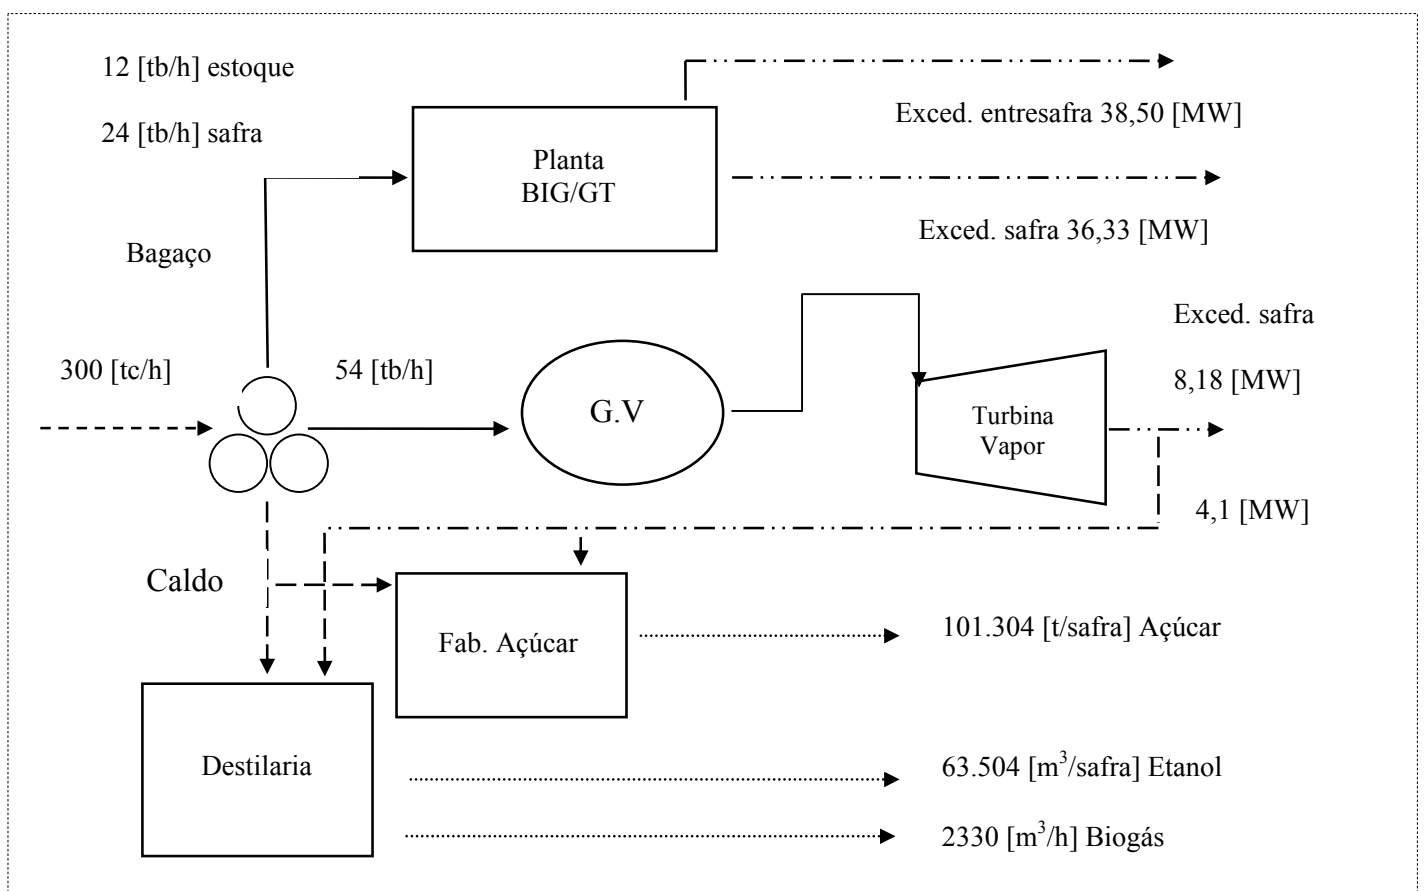 12 [tb/h] estoque
24 [tb/h] safra
Planta
BIG/GT
Exced. entresafra 38,50 [MW]
Exced. safra 36,33 [MW]
Bagaço
Exced. safra
300 [tc/h]
54 [tb/h]
8,18 [MW]
G.V
Turbina
Vapor
4,1 [MW]
Caldo
Fab. Açúcar
101.304 [t/safra] Açúcar
Destilaria
63.504 [m³/safra] Etanol
2330 [m³/h] Biogás